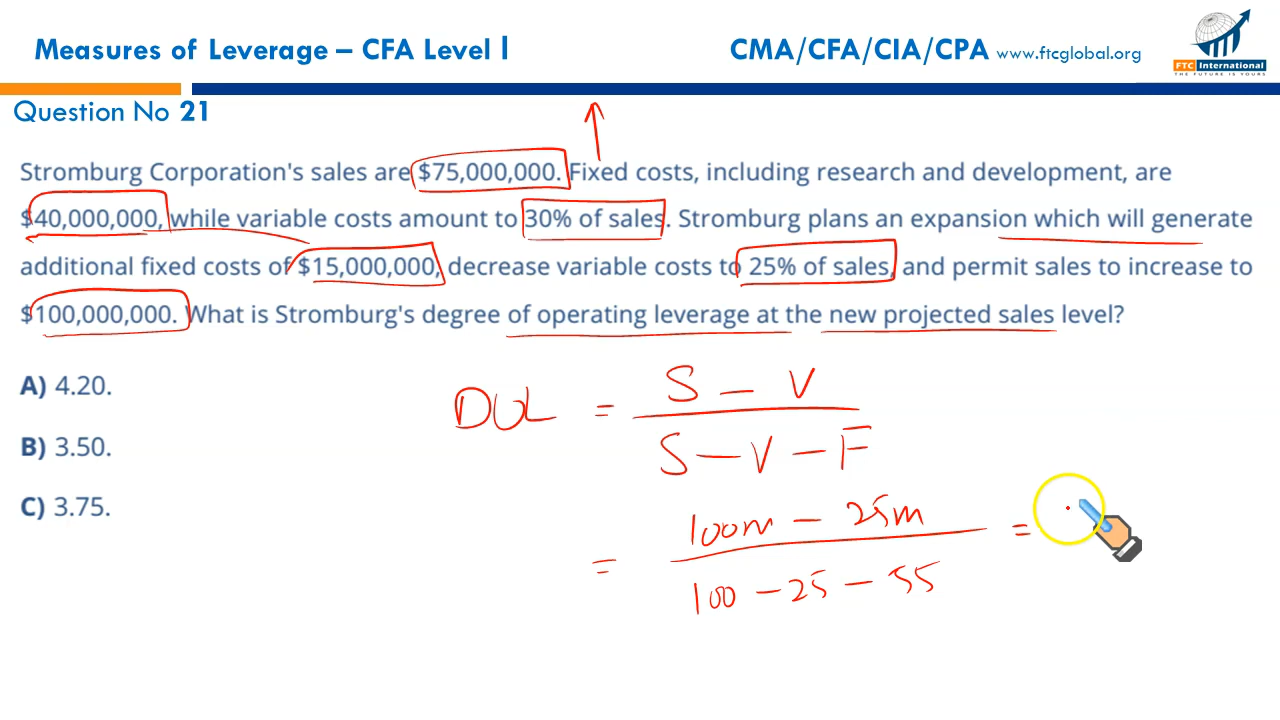 Measures of Leverage – CFA Level I
CMA/CFA/CIA/CPA www.ftcglobal.org
FTC International
THE FUTURE IS YOURS
Question No 21
Stromburg Corporation's sales are $75,000,000. Fixed costs, including research and development, are
$40,000,000, while variable costs amount to 30% of sales. Stromburg plans an expansion which will generate
additional fixed costs of $15,000,000, decrease variable costs to 25% of sales, and permit sales to increase to
$100,000,000. What is Stromburg's degree of operating leverage at the new projected sales level?
A) 4.20.
B) 3.50.
C) 3.75.
DOL = S - V
S - V - F
= 100m - 25m =
100 - 25 - 55